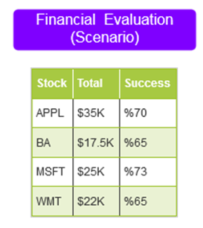 Financial Evaluation
(Scenario)
Stock Total Success
APPL $35K %70
BA $17.5K %65
MSFT $25K %73
WMT $22K %65